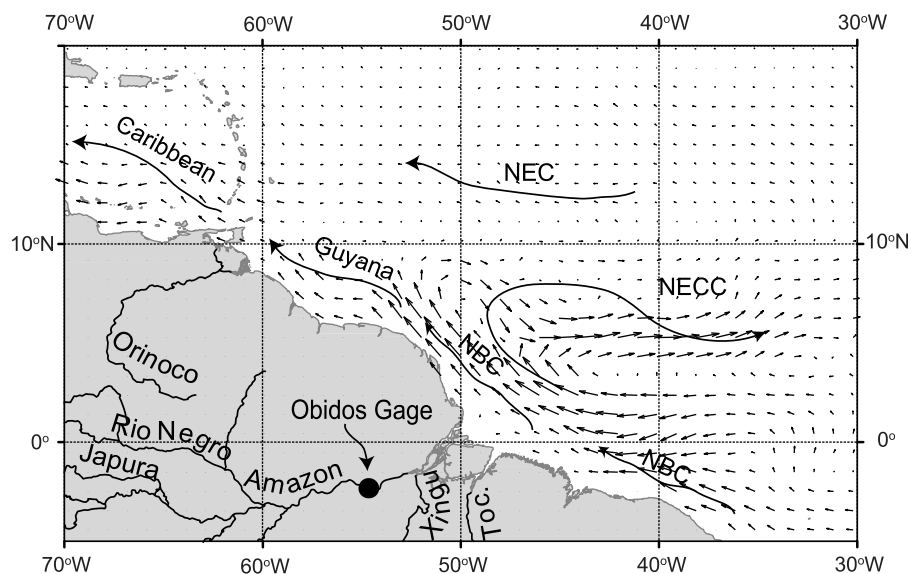 70°W 60°W 50°W 40°W 30°W
Caribbean
NEC
10°N 10°N
Guyana
NECC
NBC
Orinoco
Obidos Gage
Rio Negro
0° 0°
Japura
Amazon
NBC
Xingu
Toc.
70°W 60°W 50°W 40°W 30°W